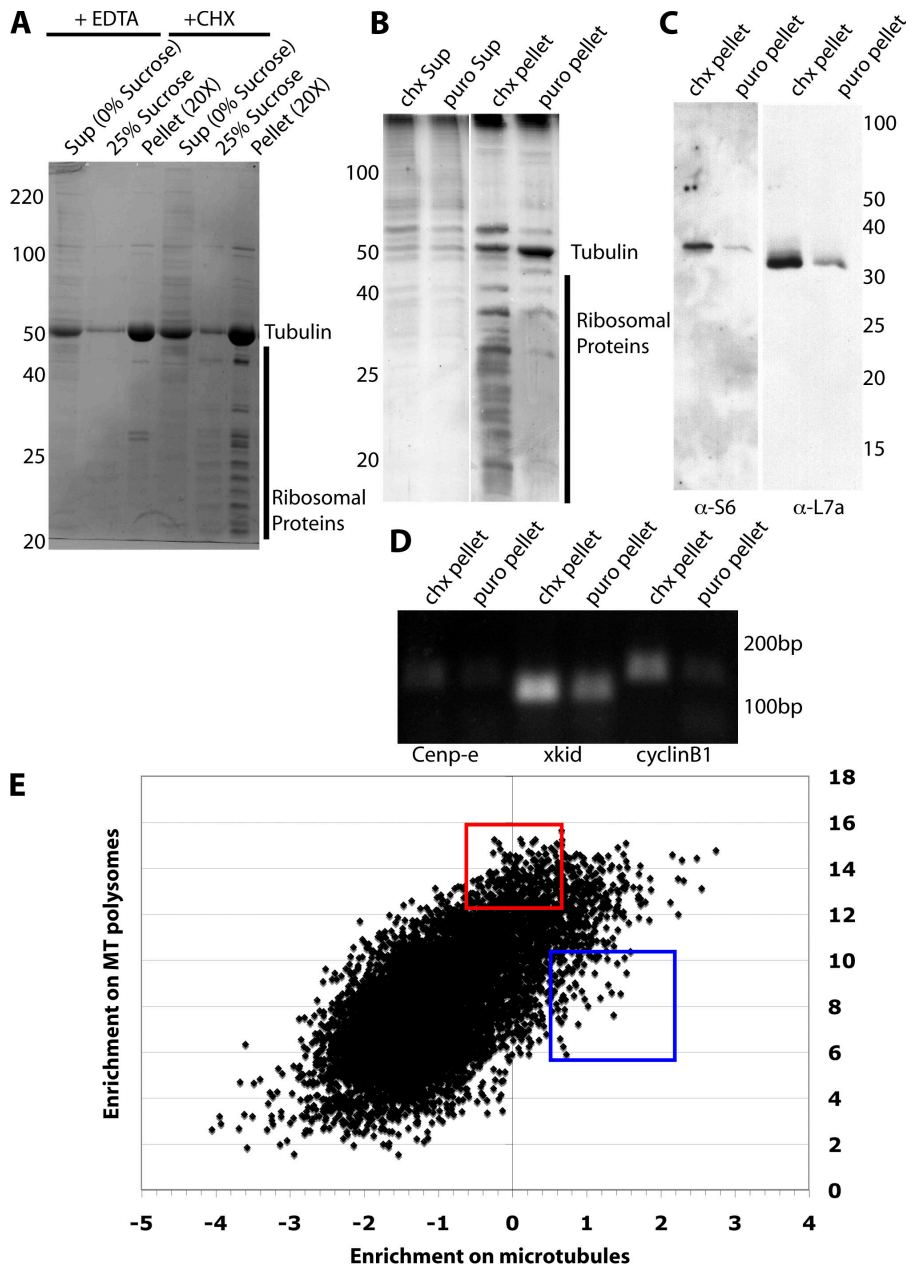 A
+ EDTA
+CHX
Sup (0% Sucrose)
25% Sucrose
Pellet (20X)
Sup (0% Sucrose)
25% Sucrose
Pellet (20X)
220
100
50
40
25
20
Tubulin
Ribosomal
Proteins
B
chx Sup
puro Sup
chx pellet
puro pellet
100
50
40
25
20
Tubulin
Ribosomal
Proteins
C
chx pellet
puro pellet
chx pellet
puro pellet
100
50
40
30
25
20
15
α-S6
α-L7a
D
chx pellet
puro pellet
chx pellet
puro pellet
chx pellet
puro pellet
200bp
100bp
Cenp-e
xkid
cyclinB1
E
Enrichment on MT polysomes
18
16
14
12
10
8
6
4
2
0
-5
-4
-3
-2
-1
0
1
2
3
4
Enrichment on microtubules